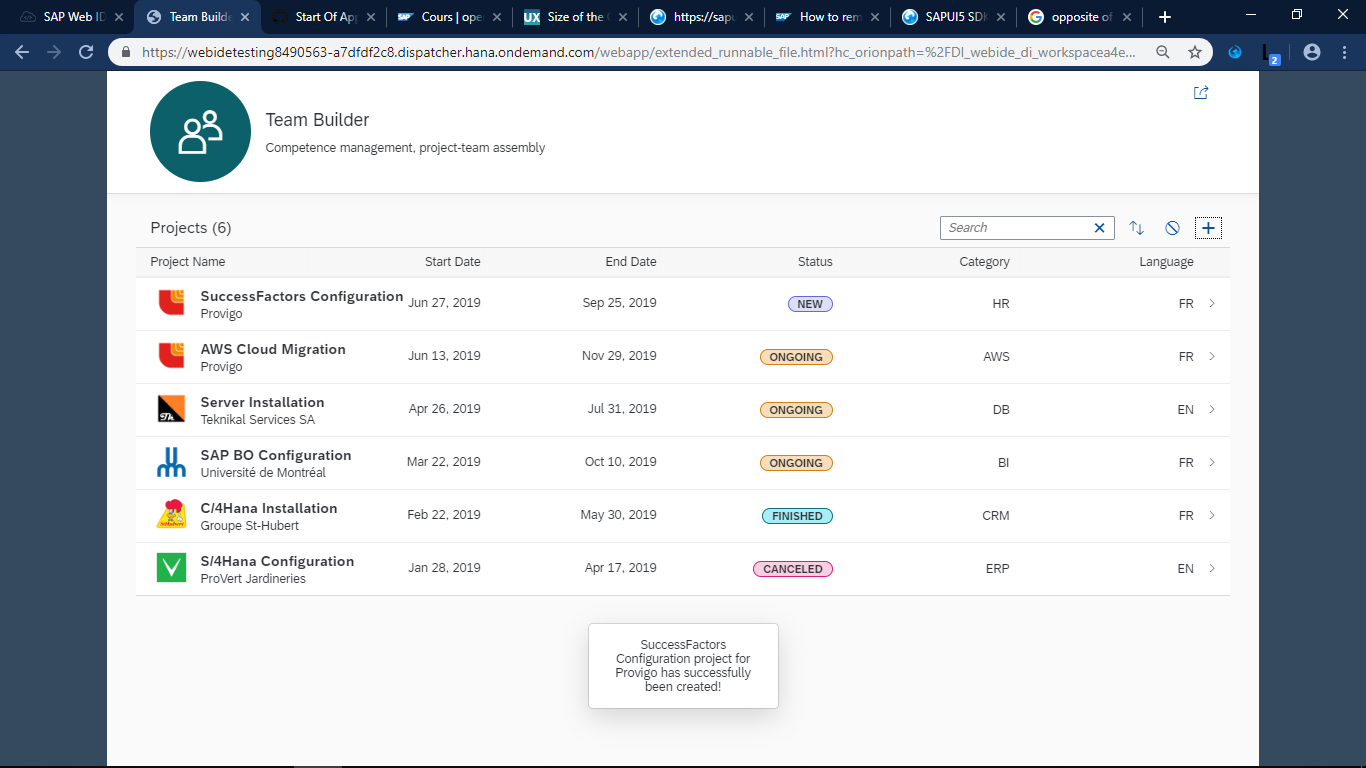 SAP Web ID
Team Builde
Start Of App
Cours | ope
Size of the
https://sapu
How to rem
SAPUI5 SDK
opposite of
https://webidetesting8490563-a7dfdf2c8.dispatcher.hana.ondemand.com/webapp/extended_runnable_file.html?hc_orionpath=%2FDI_webide_di_workspacea4e...
2
Team Builder
Competence management, project-team assembly
Projects (6)
Search
Project Name Start Date End Date Status Category Language
SuccessFactors Configuration Jun 27, 2019 Sep 25, 2019 NEW HR FR
Provigo
AWS Cloud Migration Jun 13, 2019 Nov 29, 2019 ONGOING AWS FR
Provigo
Server Installation Apr 26, 2019 Jul 31, 2019 ONGOING DB EN
Teknikal Services SA
SAP BO Configuration Mar 22, 2019 Oct 10, 2019 ONGOING BI FR
Université de Montréal
C/4Hana Installation Feb 22, 2019 May 30, 2019 FINISHED CRM FR
Groupe St-Hubert
S/4Hana Configuration Jan 28, 2019 Apr 17, 2019 CANCELED ERP EN
ProVert Jardineries
SuccessFactors
Configuration project for
Provigo has successfully
been created!